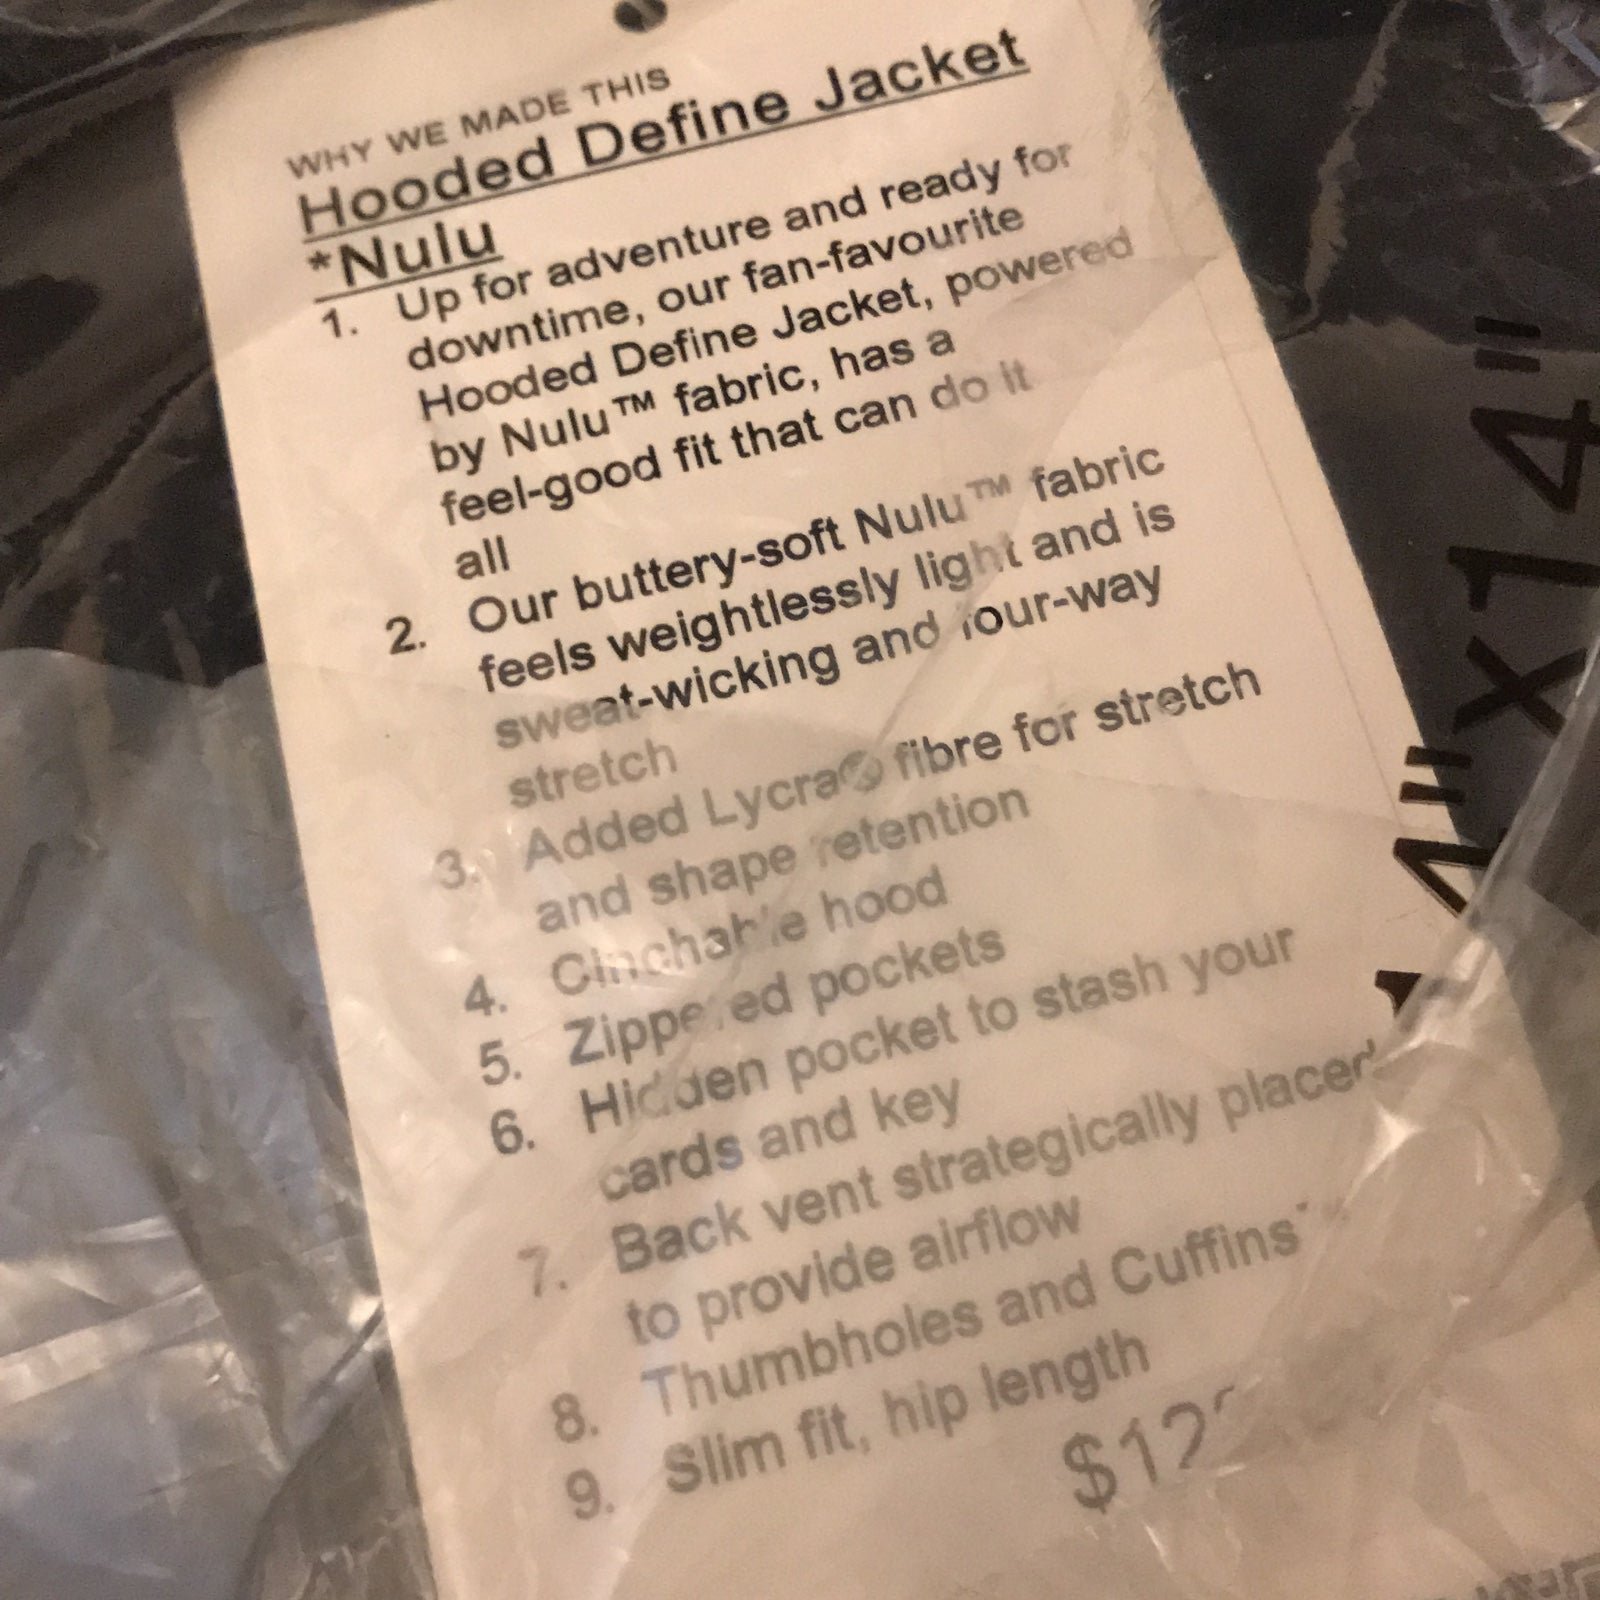 WHY WE MADE THIS
Hooded Define Jacket
*Nulu
1. Up for adventure and ready for
downtime, our fan-favourite
Hooded Define Jacket, powered
by Nulu™ fabric, has a
feel-good fit that can do it
all
2. Our buttery-soft Nulu™ fabric
feels weightlessly light and is
sweat-wicking and four-way
stretch
3. Added Lycra® fibre for stretch
and shape retention
4. Cinchable hood
5. Zippered pockets
6. Hidden pocket to stash your
cards and key
7. Back vent strategically placed
to provide airflow
8. Thumbholes and Cuffins
9. Slim fit, hip length
14" X 14"